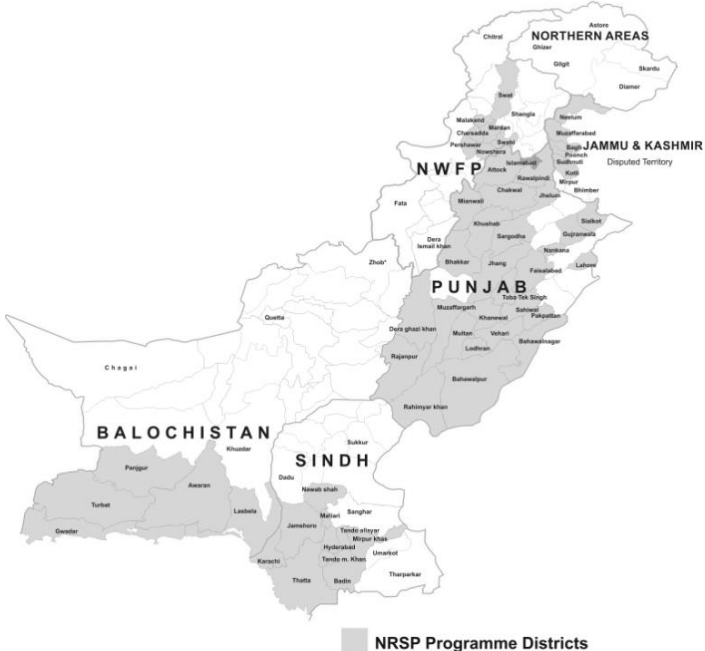 Astore
Chitral
NORTHERN AREAS
Ghizer
Gilgit
Skardu
Diamer
Swat
Shangla
Malakand
Neelum
Mardan
Charsadda
Muzaffarabad
Swabi
Pershawar
Nowshera
Bagh
JAMMU & KASHMIR
Poonch
Disputed Territory
Islamabad
Sudhnuti
NWFP
Attock
Kotli
Rawalpindi
Mirpur
Chakwal
Bhimber
Jhelum
Mianwali
Fata
Khushab
Sialkot
Sargodha
Gujranwala
Dera
Ismail khan
Nankana
Zhob*
Bhakkar
Jhang
Lahore
Faisalabad
PUNJAB
Toba Tek Singh
Muzaffargarh
Sahiwal
Quetta
Khanewal
Pakpattan
Dera ghazi khan
Multan
Vehari
Bahawalnagar
Lodhran
Rajanpur
Chagai
Bahawalpur
Rahimyar khan
BALOCHISTAN
Sukkur
Khuzdar
SINDH
Panjgur
Dadu
Awaran
Nawab shah
Turbat
Lasbela
Sanghar
Matiari
Jamshoro
Tando allayar
Gwadar
Mirpur khas
Hyderabad
Umarkot
Karachi
Tando m. Khan
Tharparkar
Thatta
Badin
NRSP Programme Districts